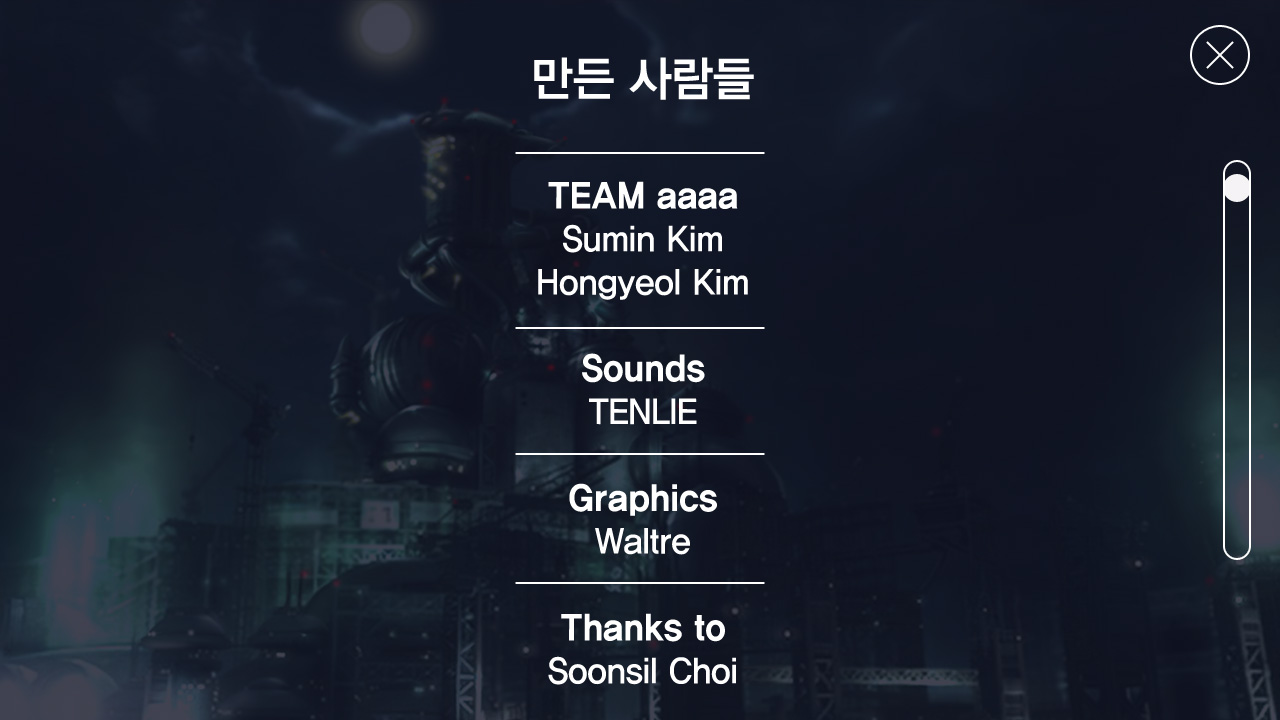 만든 사람들
TEAM aaaa
Sumin Kim
Hongyeol Kim
Sounds
TENLIE
Graphics
Waltre
Thanks to
Soonsil Choi